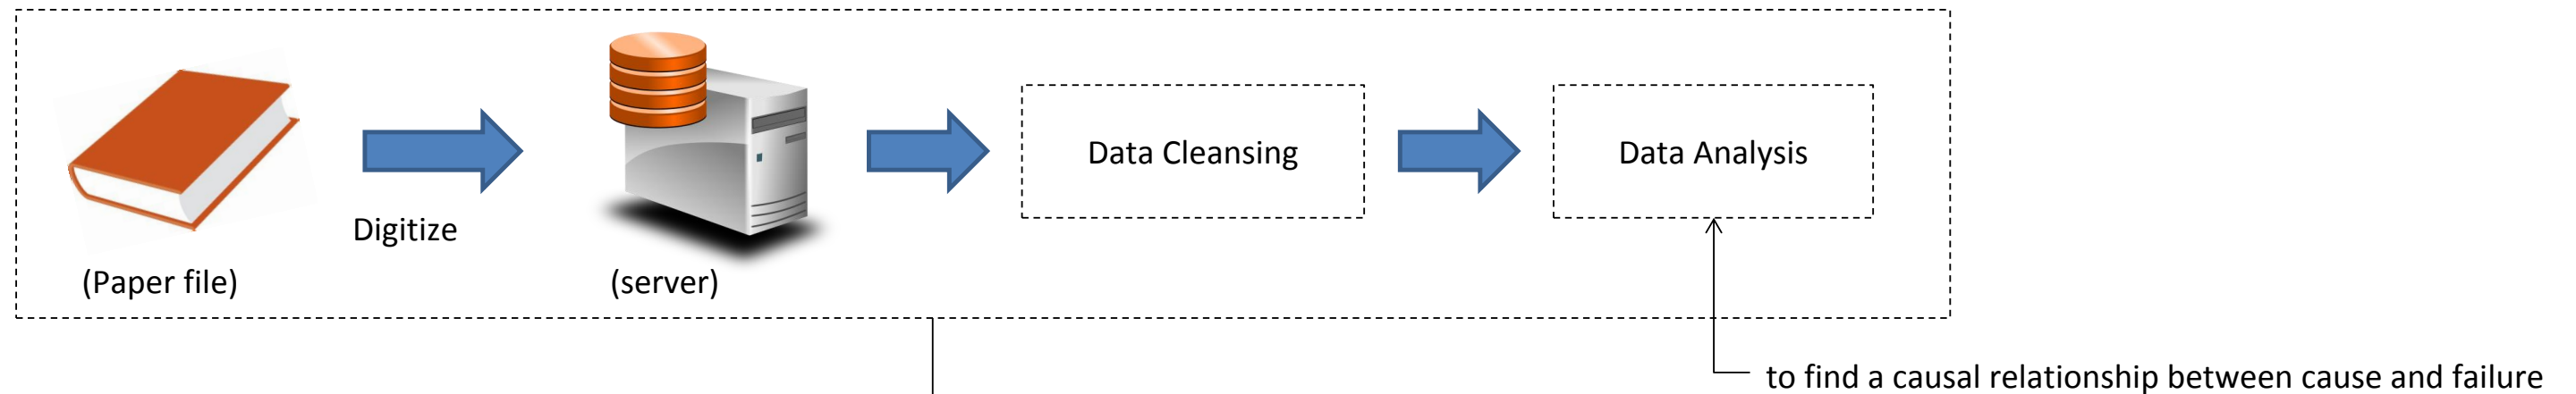 Data Cleansing
Data Analysis
Digitize
(Paper file)
(server)
to find a causal relationship between cause and failure